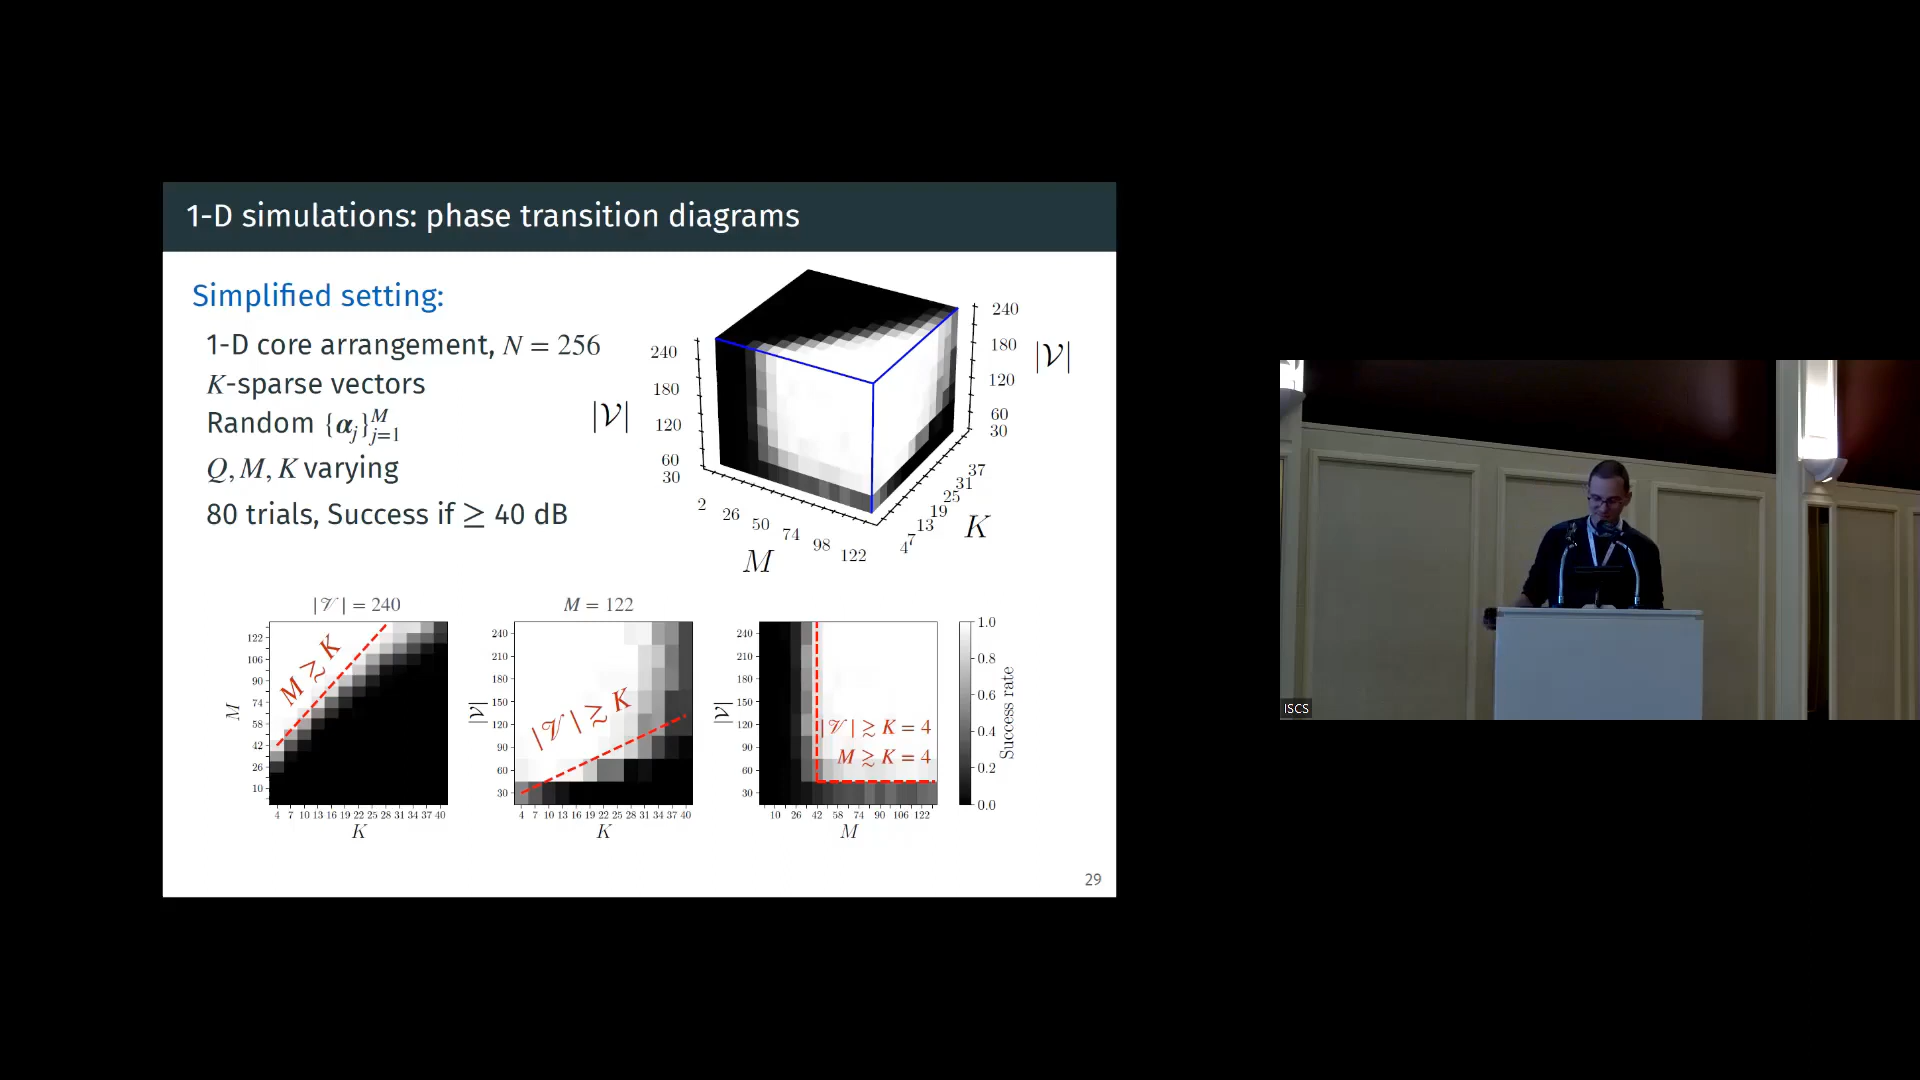 1-D simulations: phase transition diagrams
Simplified setting:
1-D core arrangement, N = 256
K-sparse vectors
Random {α_j}_{j=1}^M
Q, M, K varying
80 trials, Success if ≥ 40 dB
240
180
120
60
30
|𝒱|
2
26
50
74
98
122
M
4
7
13
19
25
31
37
K
240
180
120
60
30
|𝒱|
|𝒱| = 240
M ≳ K
122
106
90
74
58
42
26
10
M
4 7 10 13 16 19 22 25 28 31 34 37 40
K
M = 122
|𝒱| ≳ K
240
210
180
150
120
90
60
30
|𝒱|
4 7 10 13 16 19 22 25 28 31 34 37 40
K
|𝒱| ≳ K = 4
M ≳ K = 4
240
210
180
150
120
90
60
30
|𝒱|
10 26 42 58 74 90 106 122
M
1.0
0.8
0.6
0.4
0.2
0.0
Success rate
29
ISCS